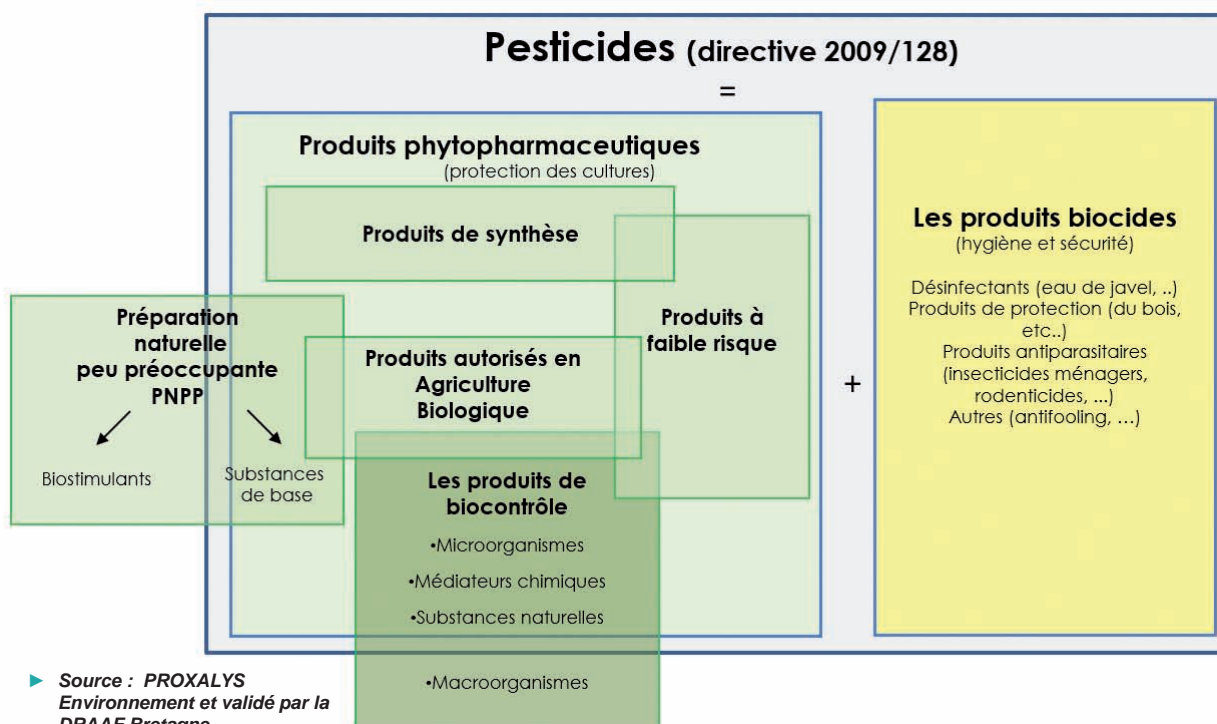 Pesticides (directive 2009/128)
=
Produits phytopharmaceutiques
(protection des cultures)
Produits de synthèse
Préparation
naturelle
peu préoccupante
PNPP
Biostimulants
Substances
de base
Produits autorisés en
Agriculture
Biologique
Produits à
faible risque
Les produits de
biocontrôle
•Microorganismes
•Médiateurs chimiques
•Substances naturelles
•Macroorganismes
+
Les produits biocides
(hygiène et sécurité)
Désinfectants (eau de javel, ..)
Produits de protection (du bois,
etc..)
Produits antiparasitaires
(insecticides ménagers,
rodenticides, ...)
Autres (antifooling, …)
► Source : PROXALYS
Environnement et validé par la
DRAAF Bretagne